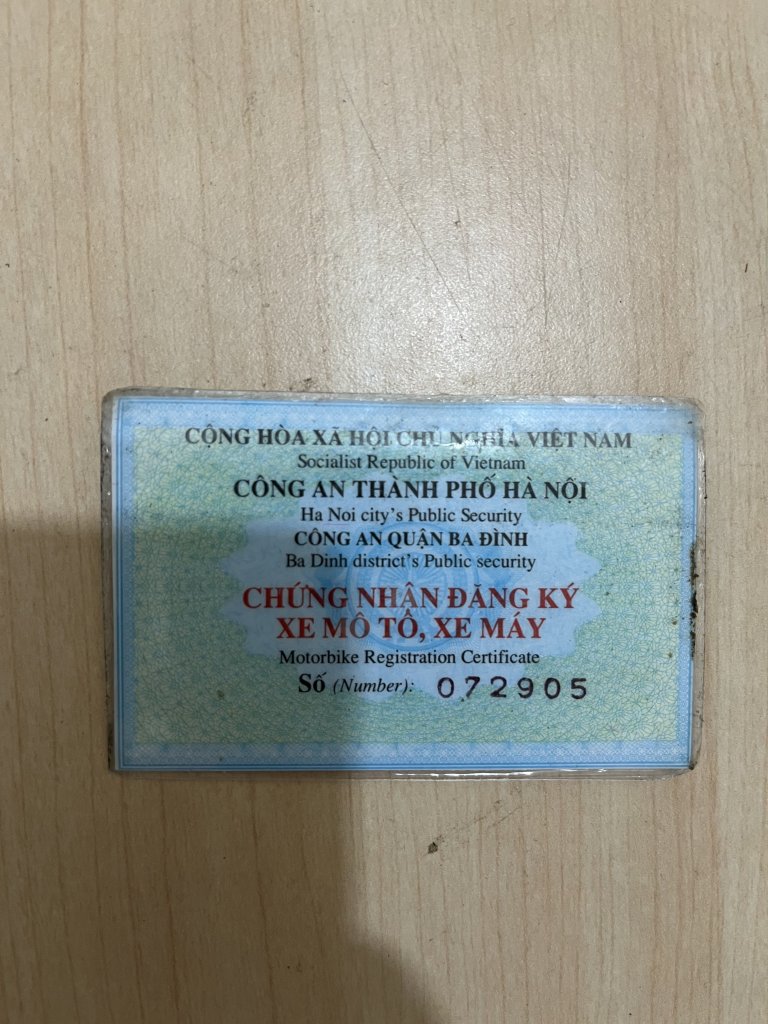 CỘNG HÒA XÃ HỘI CHỦ NGHĨA VIỆT NAM
Socialist Republic of Vietnam
CÔNG AN THÀNH PHỐ HÀ NỘI
Ha Noi city's Public Security
CÔNG AN QUẬN BA ĐÌNH
Ba Dinh district's Public security
CHỨNG NHẬN ĐĂNG KÝ
XE MÔ TÔ, XE MÁY
Motorbike Registration Certificate
Số (Number): 072905